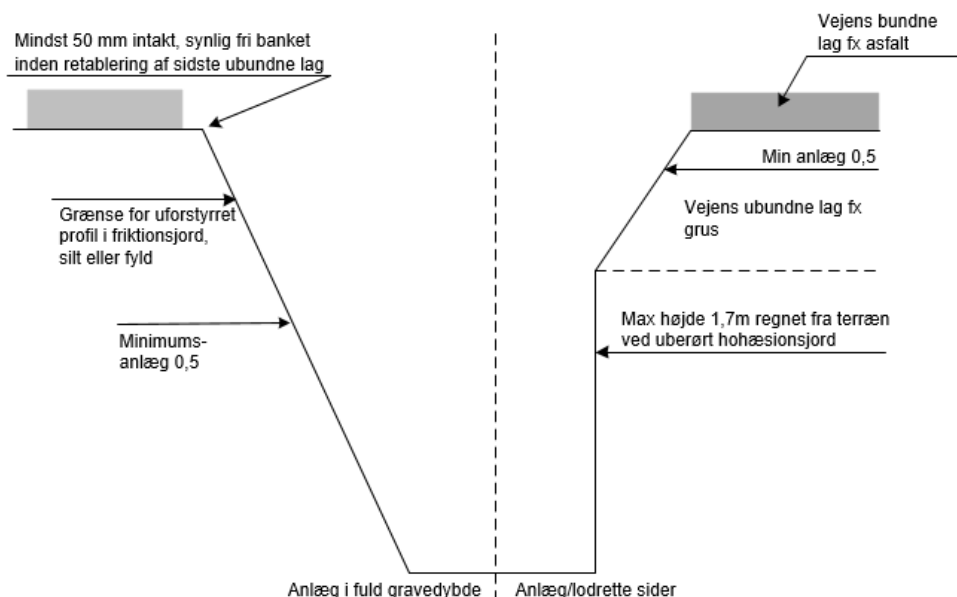 Mindst 50 mm intakt, synlig fri banket
inden retablering af sidste ubundne lag
Vejens bundne
lag fx asfalt
Min anlæg 0,5
Grænse for uforstyrret
profil i friktionsjord,
silt eller fyld
Vejens ubundne lag fx
grus
Minimums-
anlæg 0,5
Max højde 1,7m regnet fra terræn
ved uberørt hohæsionsjord
Anlæg i fuld gravedybde
Anlæg/lodrette sider